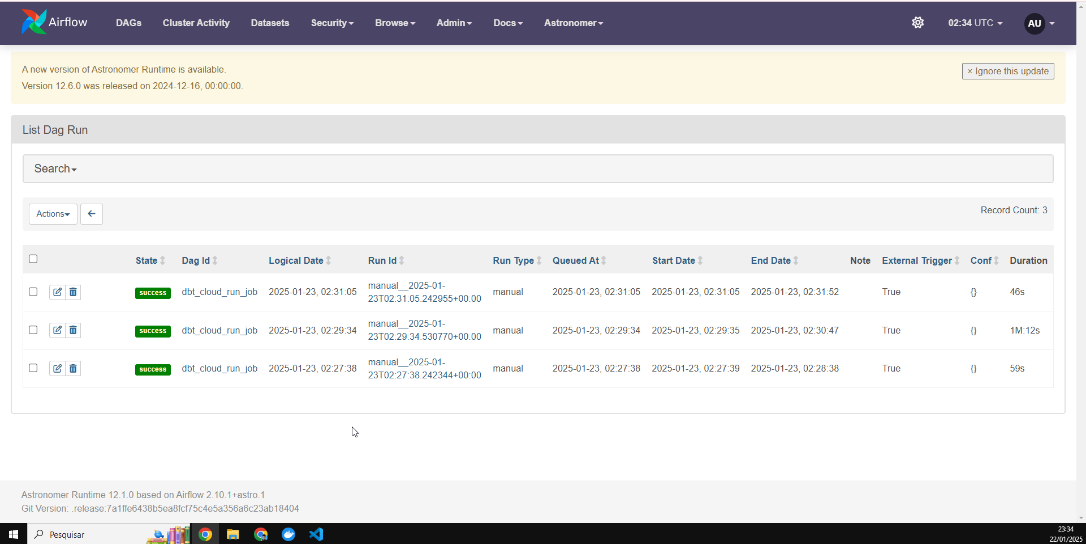 Airflow DAGs Cluster Activity Datasets Security Browse Admin Docs Astronomer 02:34 UTC AU
A new version of Astronomer Runtime is available.
× Ignore this update
Version 12.6.0 was released on 2024-12-16, 00:00:00.
List Dag Run
Search
Actions
Record Count: 3
State Dag Id Logical Date Run Id Run Type Queued At Start Date End Date Note External Trigger Conf Duration
success dbt_cloud_run_job 2025-01-23, 02:31:05 manual__2025-01-23T02:31:05.242955+00:00 manual 2025-01-23, 02:31:05 2025-01-23, 02:31:05 2025-01-23, 02:31:52 True {} 46s
success dbt_cloud_run_job 2025-01-23, 02:29:34 manual__2025-01-23T02:29:34.530770+00:00 manual 2025-01-23, 02:29:34 2025-01-23, 02:29:35 2025-01-23, 02:30:47 True {} 1M:12s
success dbt_cloud_run_job 2025-01-23, 02:27:38 manual__2025-01-23T02:27:38.242344+00:00 manual 2025-01-23, 02:27:38 2025-01-23, 02:27:39 2025-01-23, 02:28:38 True {} 59s
Astronomer Runtime 12.1.0 based on Airflow 2.10.1+astro.1
Git Version: .release:7a1ffe6438b5ea8fcf75c4e5a356a6c23ab18404
Pesquisar
23:34
22/01/2025